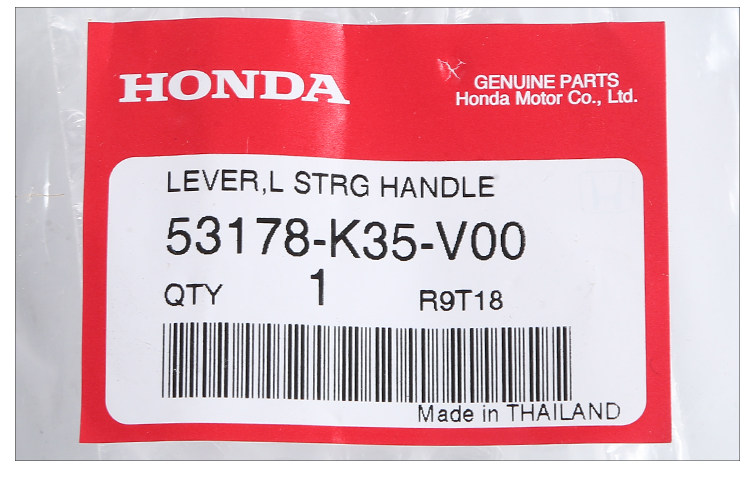 HONDA
GENUINE PARTS
Honda Motor Co., Ltd.
LEVER,L STRG HANDLE
53178-K35-V00
QTY 1 R9T18
Made in THAILAND